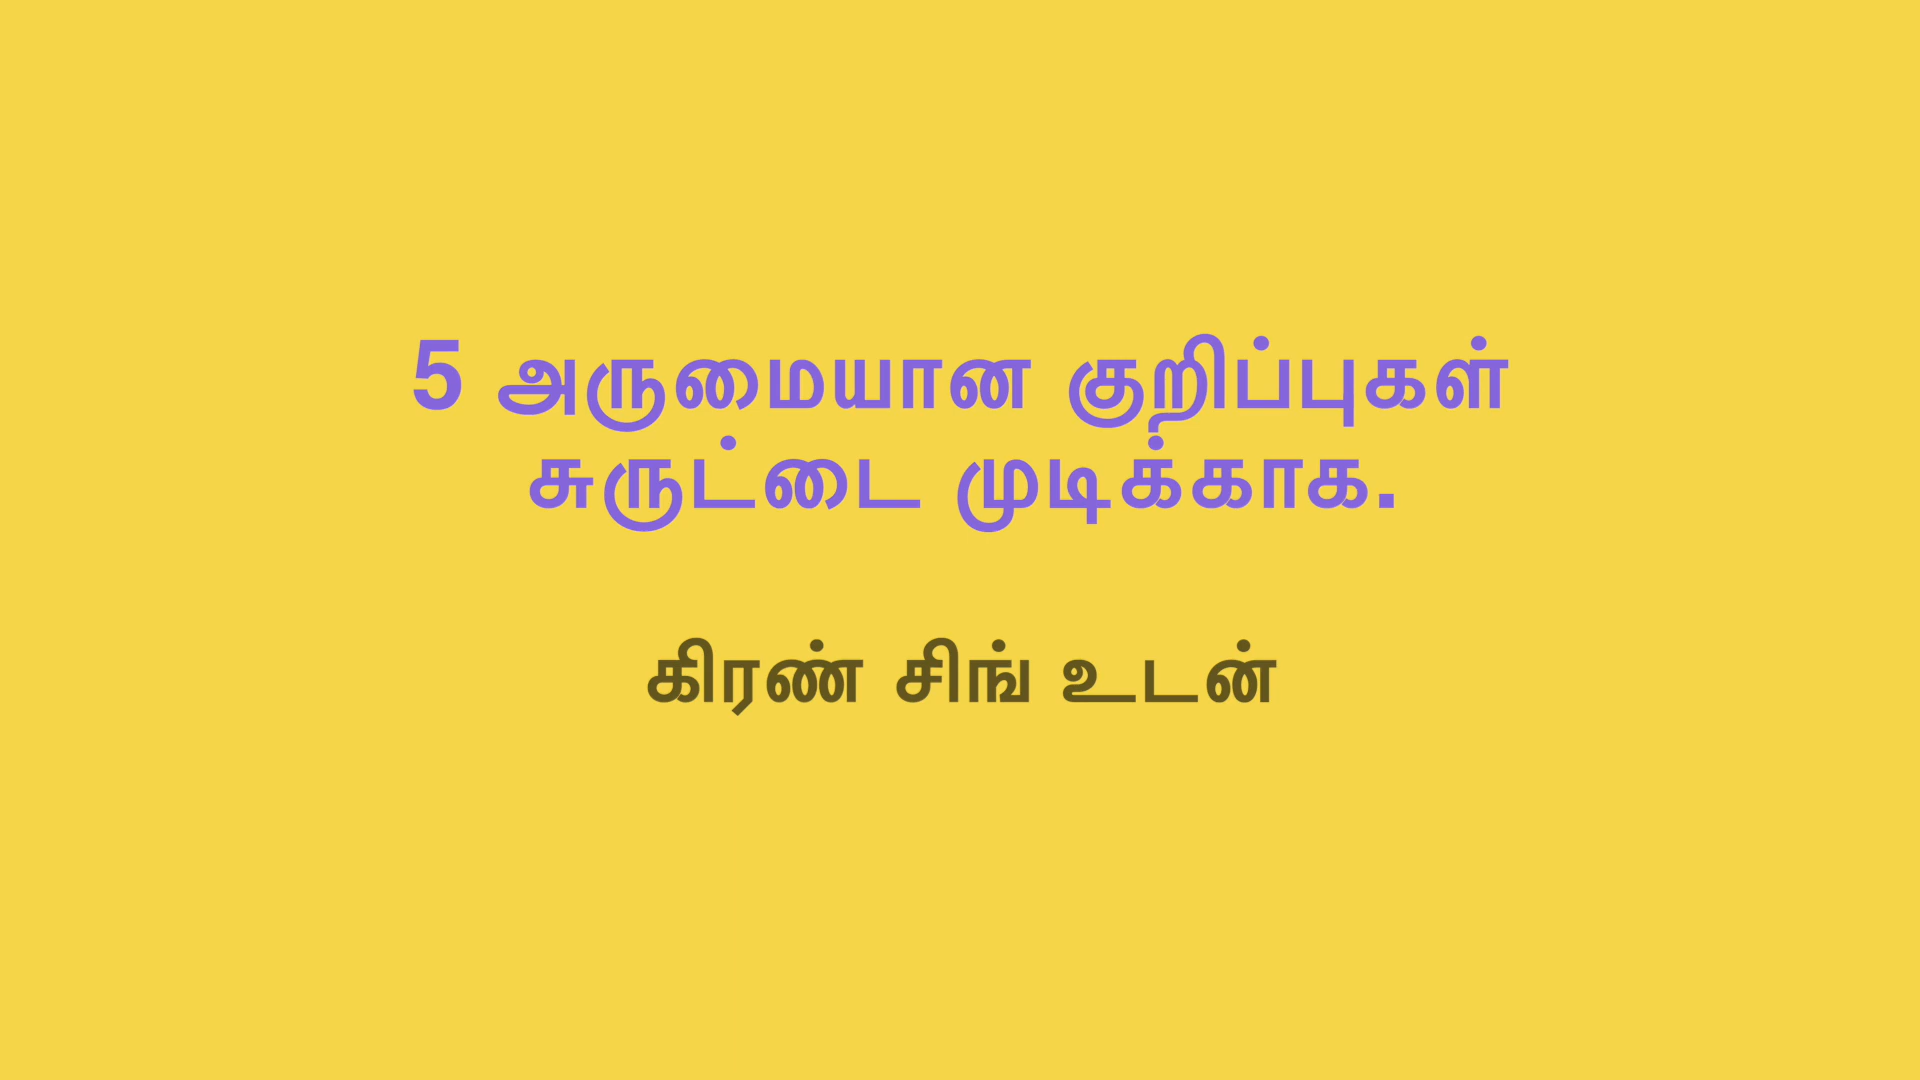 5 அருமையான குறிப்புகள்
சுருட்டை முடிக்காக.
கிரண் சிங் உடன்